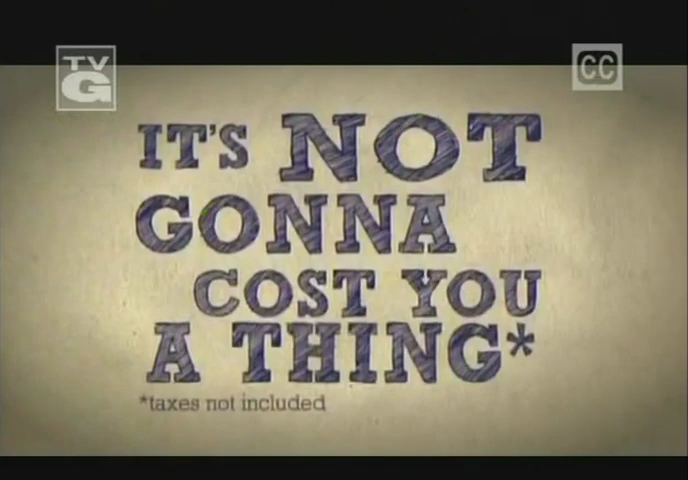 TV
G
CC
IT'S NOT
GONNA
COST YOU
A THING*
*taxes not included